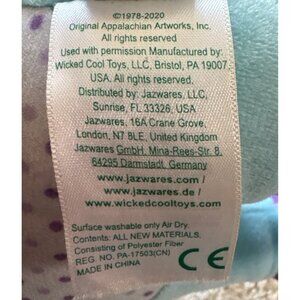 ©1978-2020
Original Appalachian Artworks, Inc.
All rights reserved
Used with permission Manufactured by:
Wicked Cool Toys, LLC, Bristol, PA 19007,
USA. All rights reserved.
Distributed by: Jazwares, LLC,
Sunrise, FL 33326, USA
Jazwares, 16A Crane Grove,
London, N7 8LE, United Kingdom
Jazwares GmbH, Mina-Rees-Str. 8,
64295 Darmstadt, Germany
www.jazwares.com /
www.jazwares.de /
www.wickedcooltoys.com
Surface washable only Air Dry.
Contents: ALL NEW MATERIALS.
Consisting of Polyester Fiber
REG. NO. PA-17503(CN)
MADE IN CHINA
CE